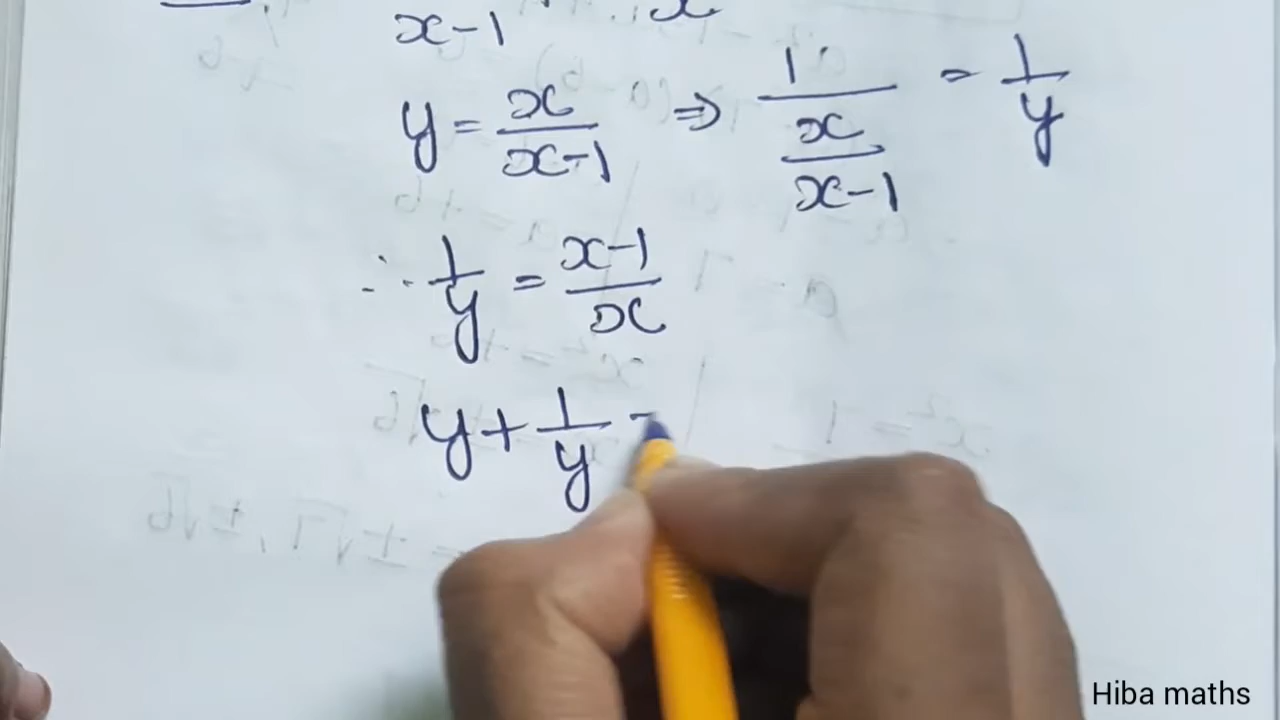 x-1 x
y = x/(x-1) ⇒ 1/(x/(x-1)) = 1/y
∴ 1/y = (x-1)/x
y + 1/y =
Hiba maths